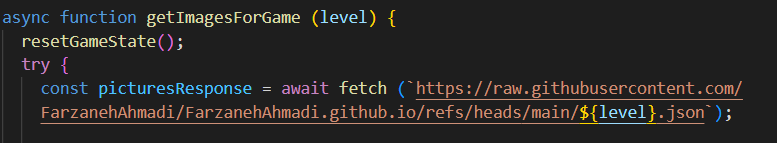 async function getImagesForGame (level) {
resetGameState();
try {
const picturesResponse = await fetch (`https://raw.githubusercontent.com/
FarzanehAhmadi/FarzanehAhmadi.github.io/refs/heads/main/${level}.json`);